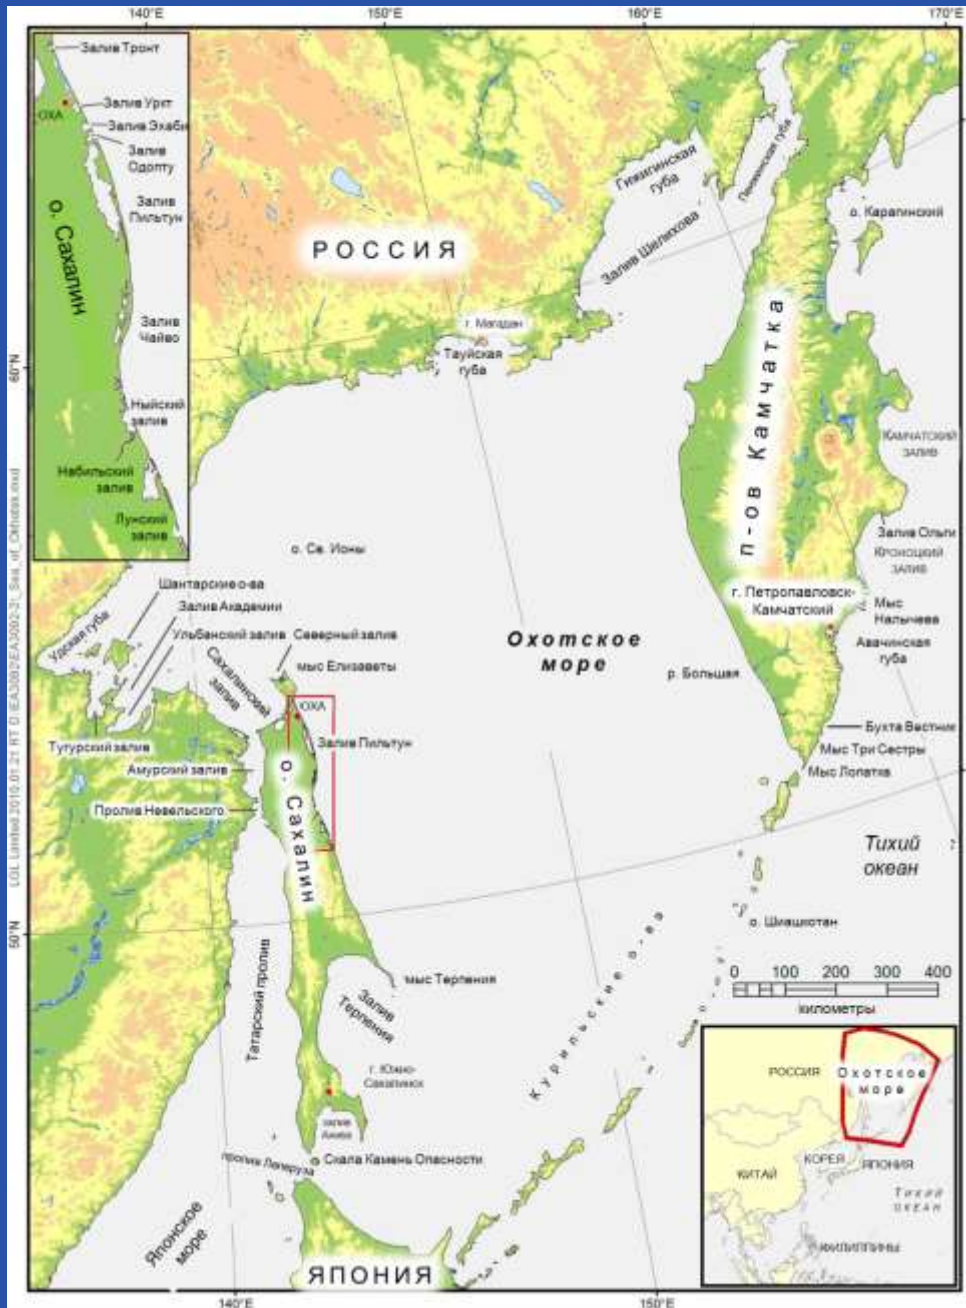 140°E
150°E
160°E
170°E
Залив Тронт
ОХА
Залив Уркт
Залив Эхаби
Залив
Одопту
Залив
Пильтун
о. Сахалин
Залив
Чайво
Ныйский
залив
Набильский
залив
Лунский
залив
РОССИЯ
г. Магадан
Тауйская
губа
Гижигинская
губа
Залив Шелихова
Пенжинская губа
о. Карагинский
п-ов Камчатка
КАМЧАТСКИЙ
ЗАЛИВ
Залив Ольги
КРОНОЦКИЙ
ЗАЛИВ
г. Петропавловск-
Камчатский
Мыс
Налычева
Авачинская
губа
р. Большая
Бухта Вестник
Мыс Три Сестры
Мыс Лопатка
60°N
о. Св. Ионы
Шантарские о-ва
Залив Академии
Ульбанский залив
Северный залив
мыс Елизаветы
Удская губа
Сахалинский
залив
ОХА
Залив Пильтун
Тугурский залив
Амурский залив
Пролив Невельского
о. Сахалин
Охотское
море
Тихий
океан
о. Шиашкотан
50°N
Татарский пролив
мыс Терпения
Залив
Терпения
Курильские о-ва
г. Южно-
Сахалинск
залив
Анива
Скала Камень Опасности
пролив Лаперуза
Японское
море
ЯПОНИЯ
0 100 200 300 400
километры
РОССИЯ
Охотское
море
КИТАЙ
КОРЕЯ
ЯПОНИЯ
Тихий
океан
ФИЛИППИНЫ
140°E
150°E